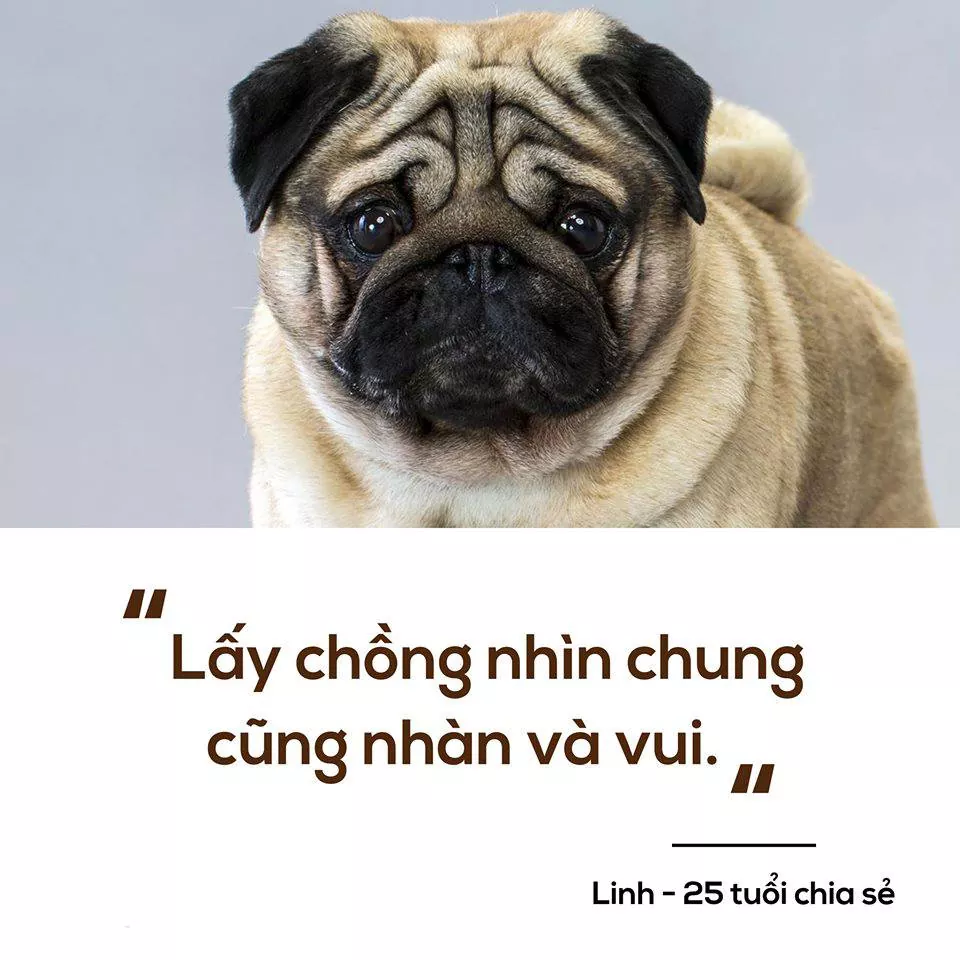 "Lấy chồng nhìn chung
cũng nhàn và vui."
Linh - 25 tuổi chia sẻ